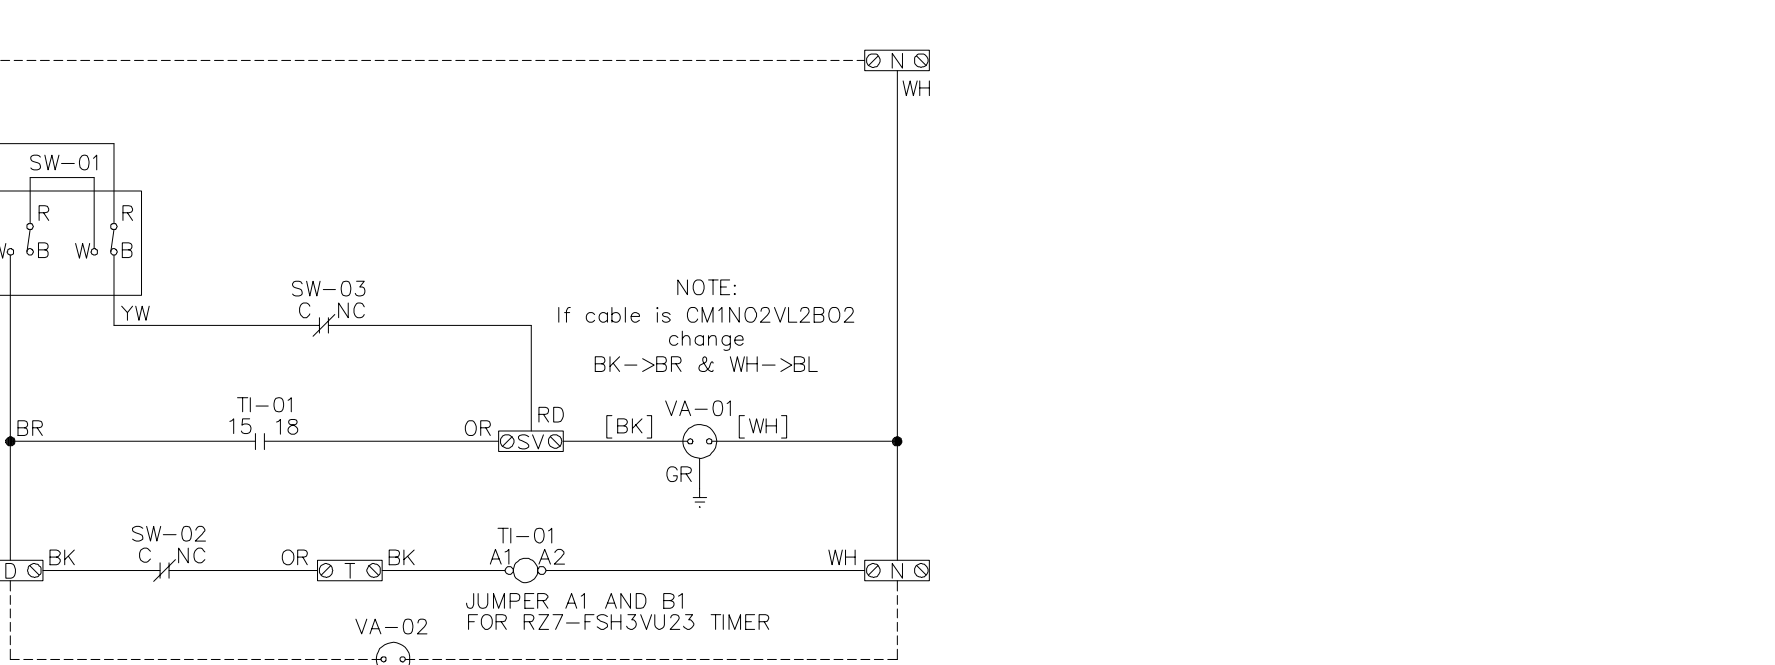 N
WH
SW-01
R
R
W
B
W
B
YW
SW-03
C NC
NOTE:
If cable is CM1NO2VL2BO2
change
BK->BR & WH->BL
BR
TI-01
15 18
OR
RD
SV
[BK]
VA-01
[WH]
GR
D
BK
SW-02
C NC
OR
T
BK
TI-01
A1 A2
WH
N
JUMPER A1 AND B1
FOR RZ7-FSH3VU23 TIMER
VA-02